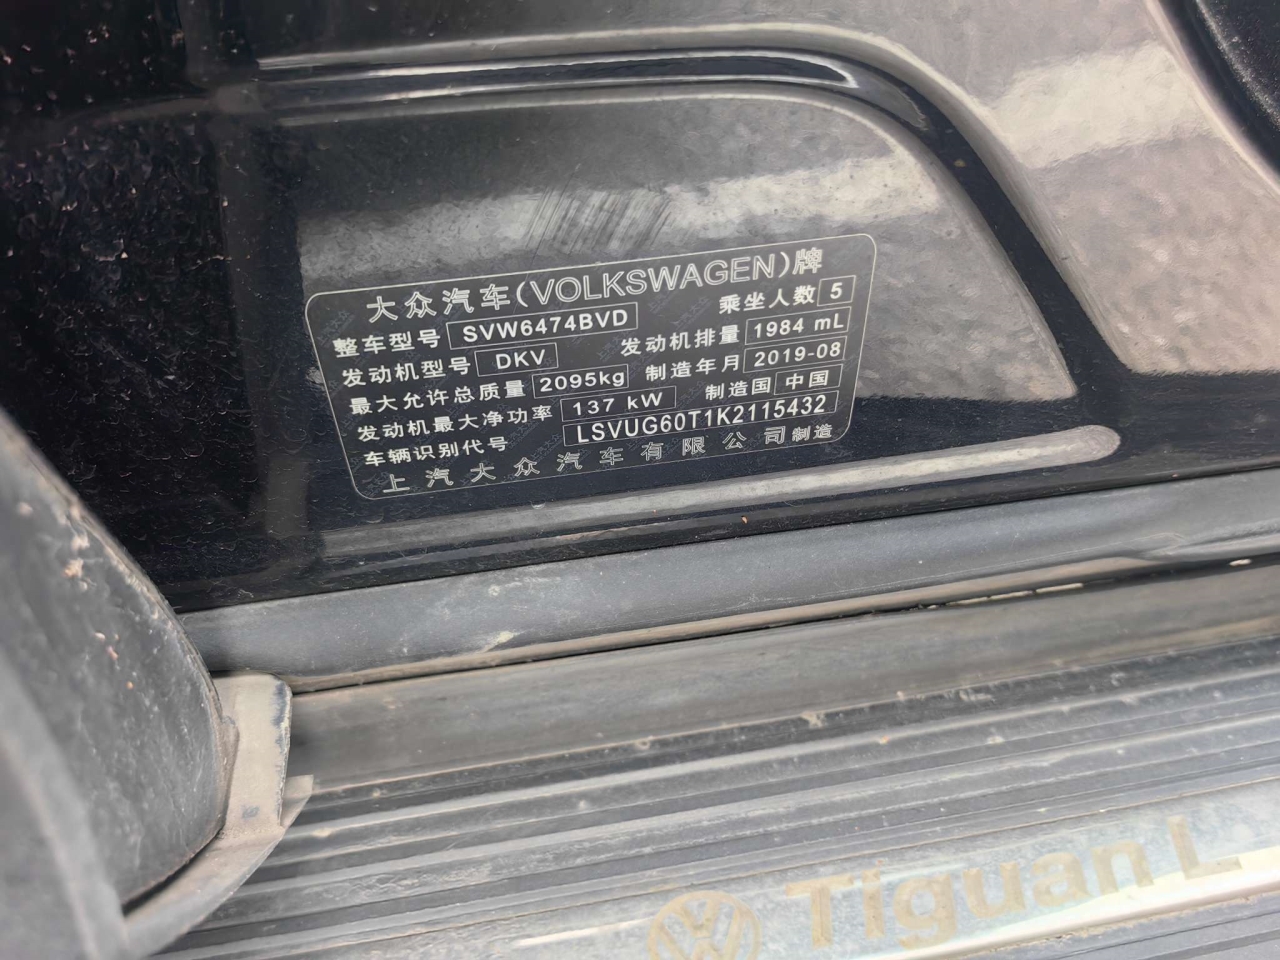 大众汽车(VOLKSWAGEN)牌
整车型号 SVW6474BVD 乘坐人数 5
发动机型号 DKV 发动机排量 1984 mL
最大允许总质量 2095kg 制造年月 2019-08
发动机最大净功率 137 kW 制造国 中国
车辆识别代号 LSVUG60T1K2115432
上汽大众汽车有限公司制造
Tiguan L